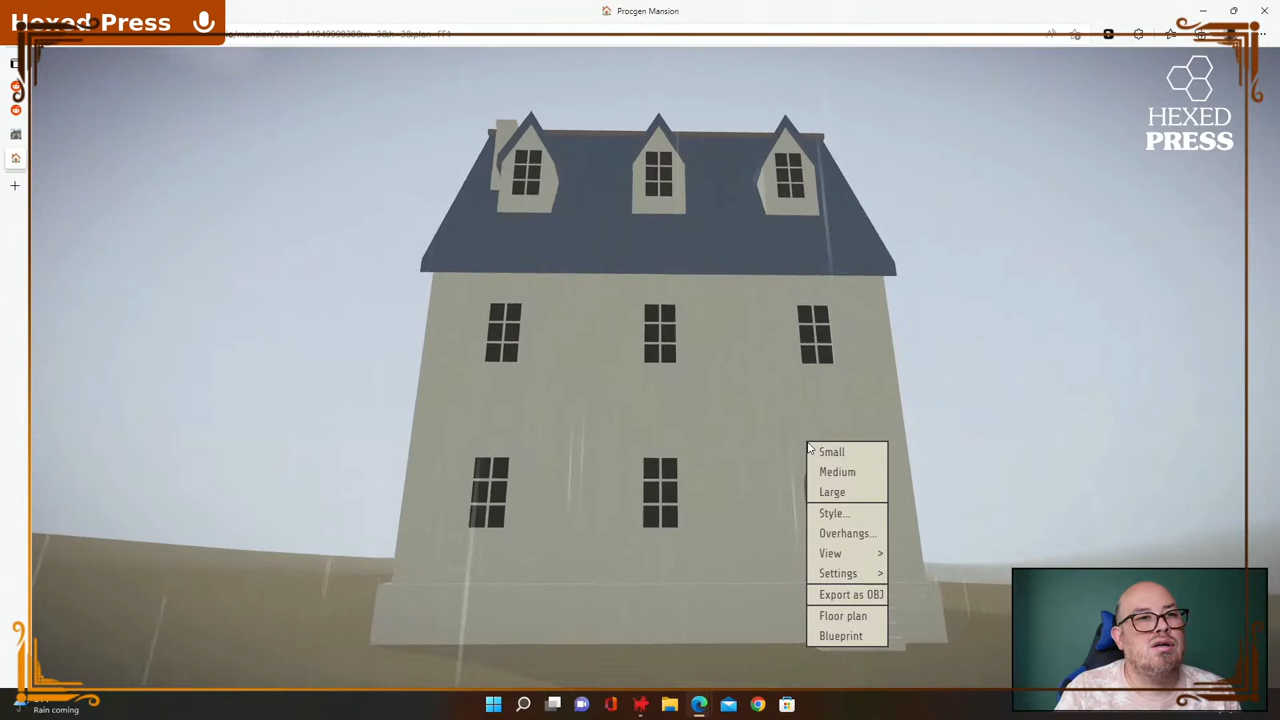 Hexed Press
Procgen Mansion
HEXED
PRESS
Small
Medium
Large
Style...
Overhangs...
View >
Settings >
Export as OBJ
Floor plan
Blueprint
Rain coming